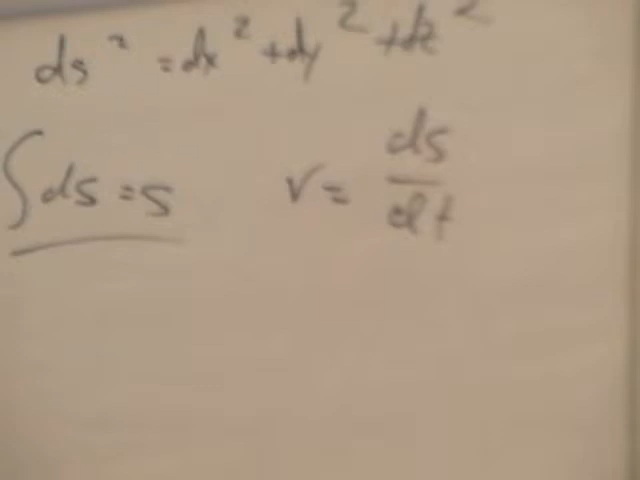 ds² = dx² + dy² + dz²
∫ds = s v = ds/dt